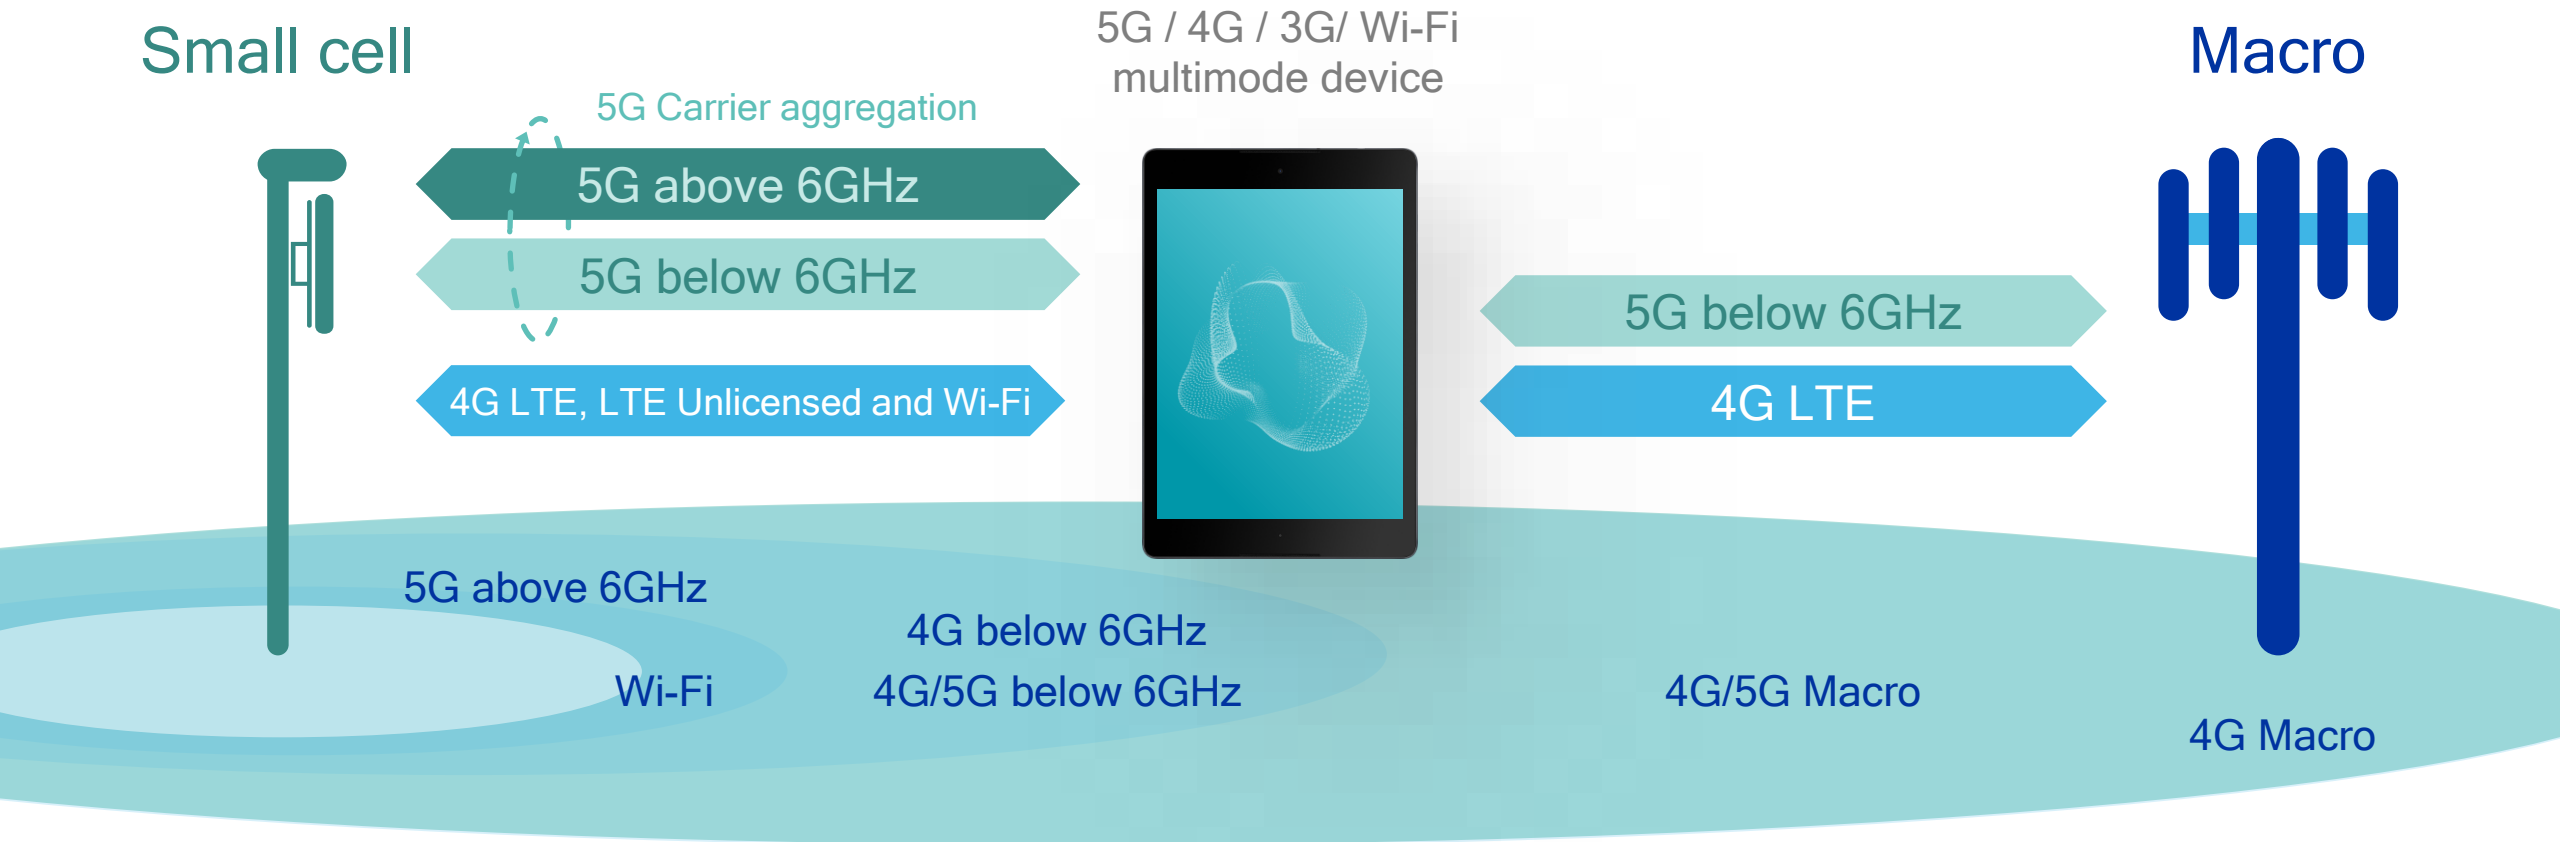 Small cell
5G / 4G / 3G/ Wi-Fi
multimode device
Macro
5G Carrier aggregation
5G above 6GHz
5G below 6GHz
4G LTE, LTE Unlicensed and Wi-Fi
5G below 6GHz
4G LTE
5G above 6GHz
4G below 6GHz
Wi-Fi
4G/5G below 6GHz
4G/5G Macro
4G Macro